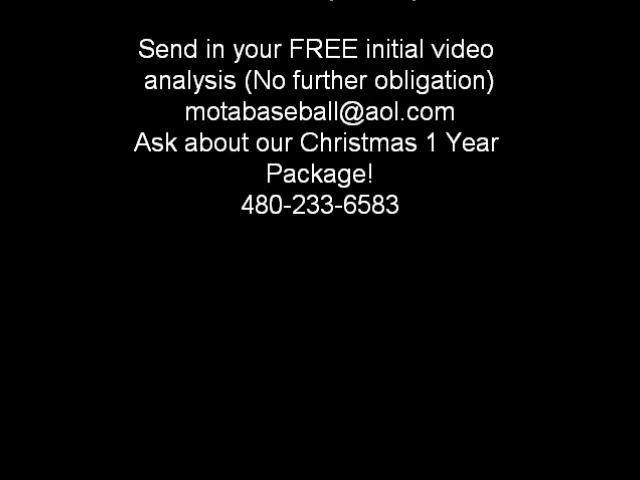 Send in your FREE initial video
analysis (No further obligation)
motabaseball@aol.com
Ask about our Christmas 1 Year
Package!
480-233-6583